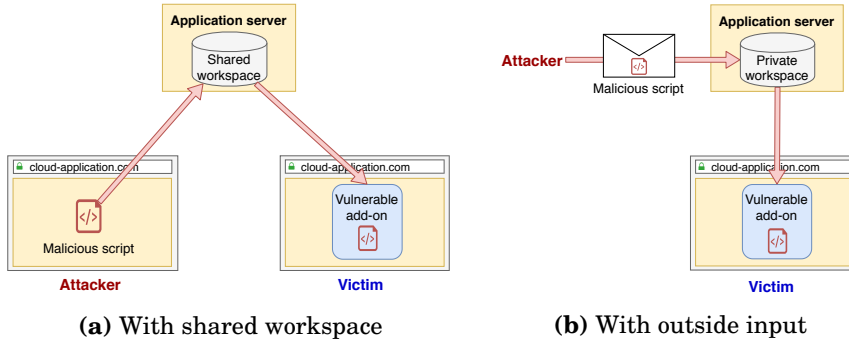 Application server
Shared
workspace
cloud-application.com
</>
Malicious script
Attacker
cloud-application.com
Vulnerable
add-on
</>
Victim
(a) With shared workspace
Application server
Attacker
</>
Malicious script
Private
workspace
cloud-application.com
Vulnerable
add-on
</>
Victim
(b) With outside input